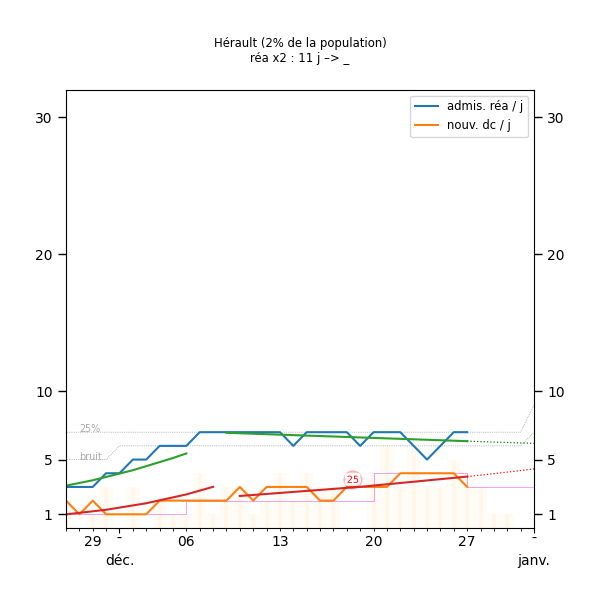 Hérault (2% de la population)
réa x2 : 11 j –> _
admis. réa / j
nouv. dc / j
30
30
20
20
10
10
25%
bruit
5
5
25
1
1
29
-
06
13
20
27
-
déc.
janv.